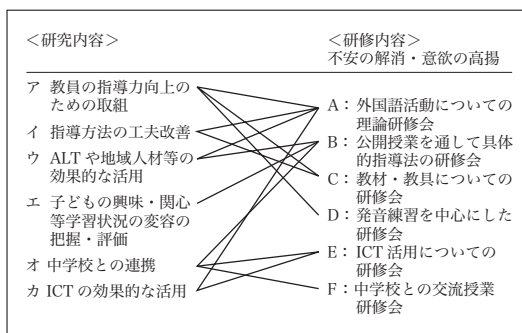 ＜研究内容＞
ア 教員の指導力向上の
ための取組
イ 指導方法の工夫改善
ウ ALT や地域人材等の
効果的な活用
エ 子どもの興味・関心
等学習状況の変容の
把握・評価
オ 中学校との連携
カ ICT の効果的な活用
＜研修内容＞
不安の解消・意欲の高揚
A：外国語活動についての
理論研修会
B：公開授業を通して具体
的指導法の研修会
C：教材・教具についての
研修会
D：発音練習を中心にした
研修会
E：ICT 活用についての
研修会
F：中学校との交流授業
研修会